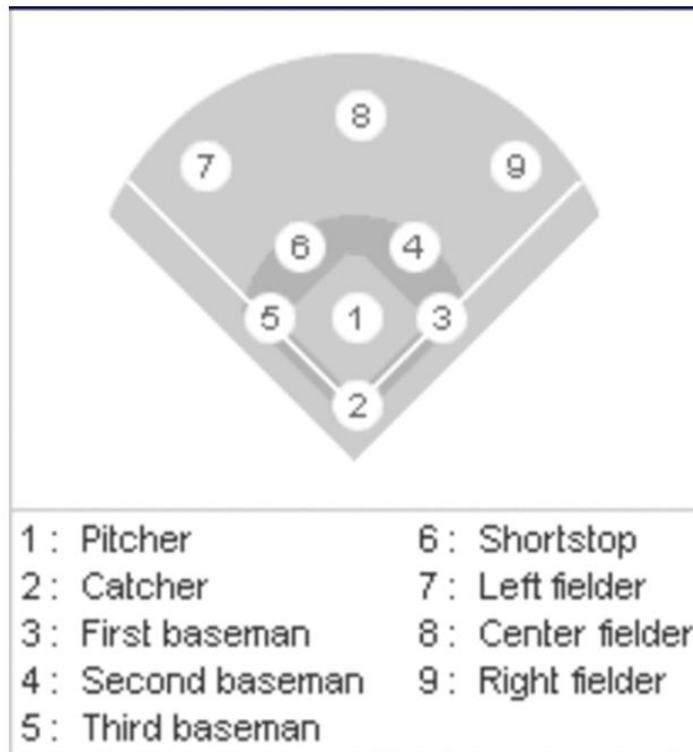 8
7
9
6
4
5
1
3
2
1 : Pitcher
2 : Catcher
3 : First baseman
4 : Second baseman
5 : Third baseman
6 : Shortstop
7 : Left fielder
8 : Center fielder
9 : Right fielder